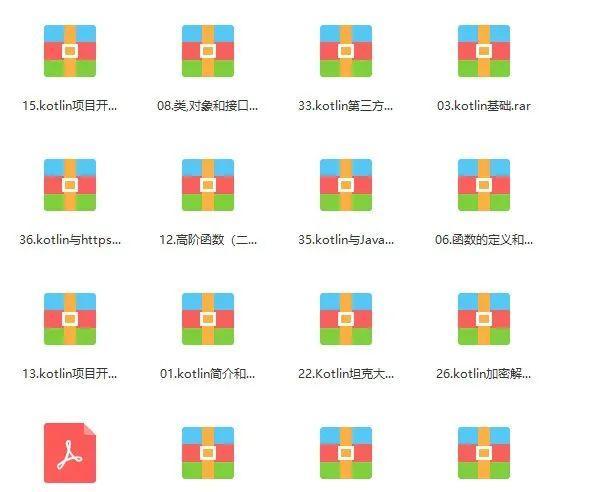 15.kotlin项目开...
08.类,对象和接口...
33.kotlin第三方...
03.kotlin基础.rar
36.kotlin与https...
12.高阶函数（二...
35.kotlin与Java...
06.函数的定义和...
13.kotlin项目开...
01.kotlin简介和...
22.Kotlin坦克大...
26.kotlin加密解...